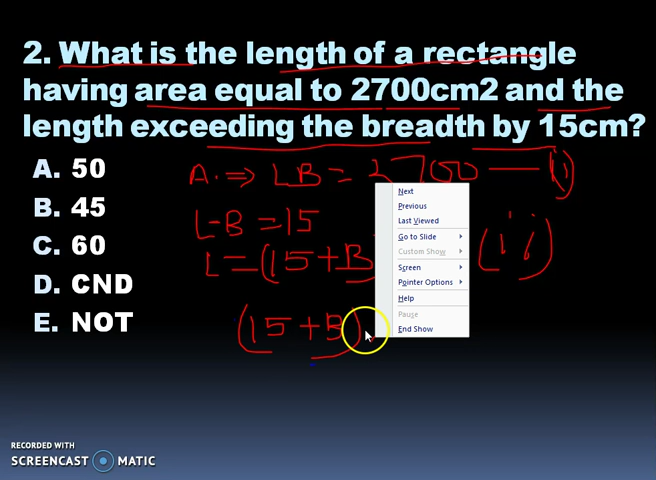 2. What is the length of a rectangle
having area equal to 2700cm2 and the
length exceeding the breadth by 15cm?
A. 50
B. 45
C. 60
D. CND
E. NOT
A. ⇒ LB = 2700 — (i)
L-B = 15
L = (15 + B) (ii)
(15 + B)
Next
Previous
Last Viewed
Go to Slide
Custom Show
Screen
Pointer Options
Help
Pause
End Show
RECORDED WITH
SCREENCAST MATIC